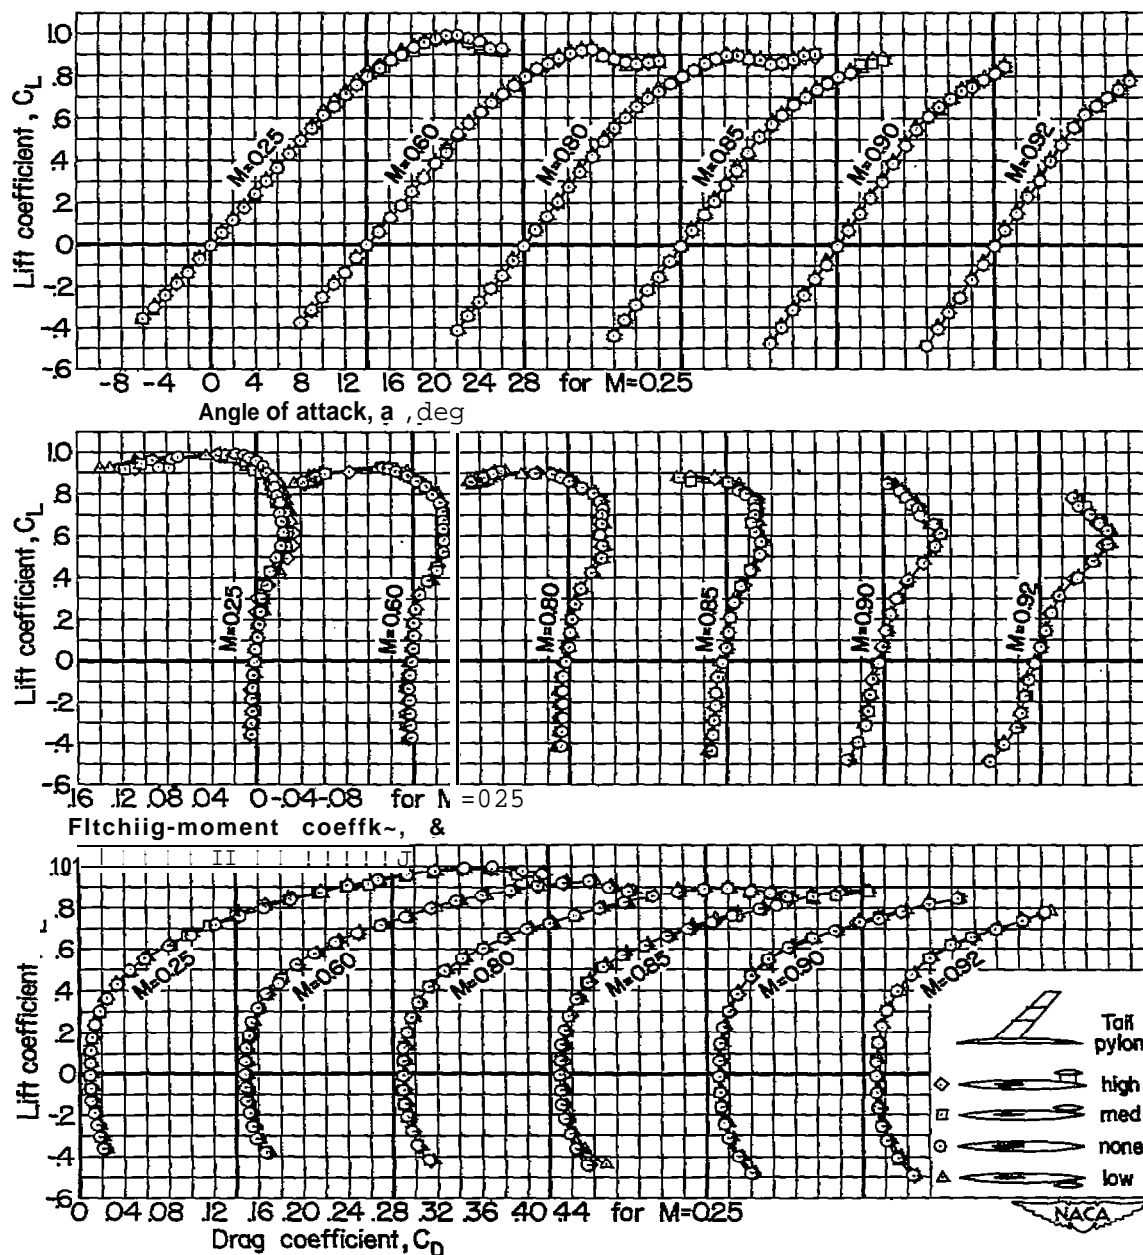 1.0
.8
.6
.4
.2
0
-.2
-.4
-.6
Lift coefficient, CL
M=0.25
M=0.60
M=0.80
M=0.85
M=0.90
M=0.92
-8 -4 0 4 8 12 16 20 24 28 for M=0.25
Angle of attack, a ,deg
1.0
.8
.6
.4
.2
0
-.2
-.4
-.6
Lift coefficient, CL
M=0.25
M=0.60
M=0.80
M=0.85
M=0.90
M=0.92
.16 .12 .08 .04 0 -.04 -.08 for M =025
FItchiig-moment coeffk~, &
II J
1.0
.8
.6
.4
.2
0
-.2
-.4
-.6
Lift coefficient
M=0.25
M=0.60
M=0.80
M=0.85
M=0.90
M=0.92
Tail
pylon
high
med
none
low
NACA
0 .04 .08 .12 .16 .20 .24 .28 .32 .36 .40 .44 for M=0.25
Drag coefficient, CD